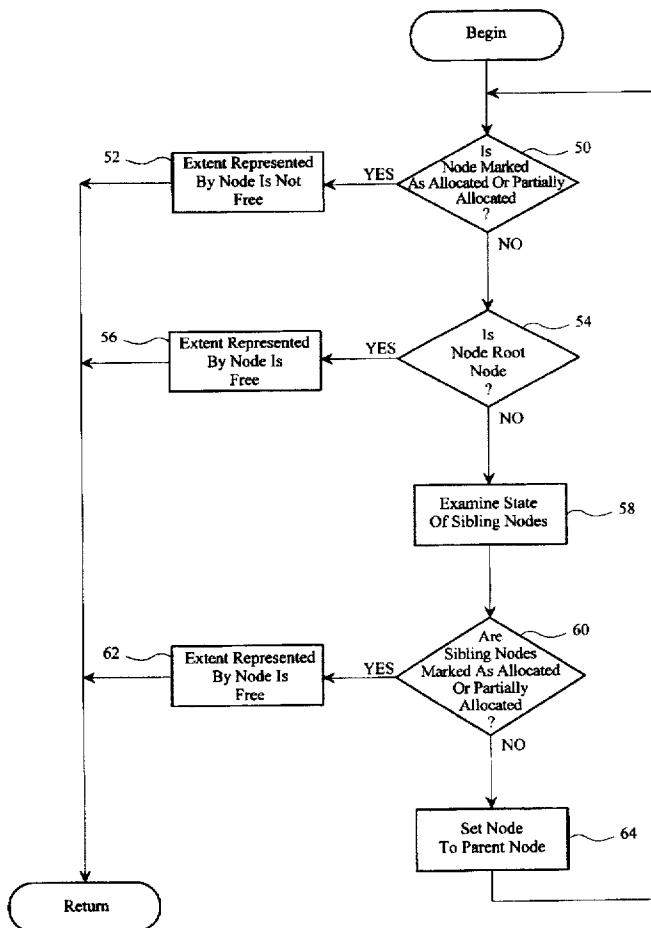 Begin
Is
Node Marked
As Allocated Or Partially
Allocated
?
50
YES
52
Extent Represented
By Node Is Not
Free
NO
Is
Node Root
Node
?
54
YES
56
Extent Represented
By Node Is
Free
NO
Examine State
Of Sibling Nodes
58
Are
Sibling Nodes
Marked As Allocated
Or Partially
Allocated
?
60
YES
62
Extent Represented
By Node Is
Free
NO
Set Node
To Parent Node
64
Return